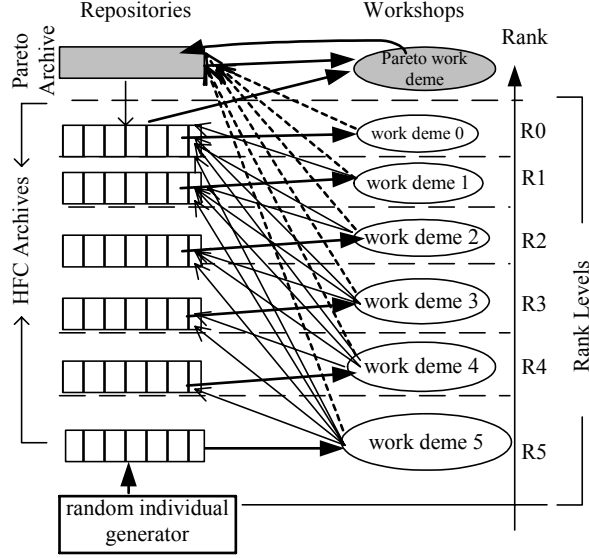 Repositories
Workshops
Rank
Pareto
Archive
Pareto work
deme
HFC Archives
work deme 0
R0
work deme 1
R1
work deme 2
R2
work deme 3
R3
work deme 4
R4
work deme 5
R5
Rank Levels
random individual
generator